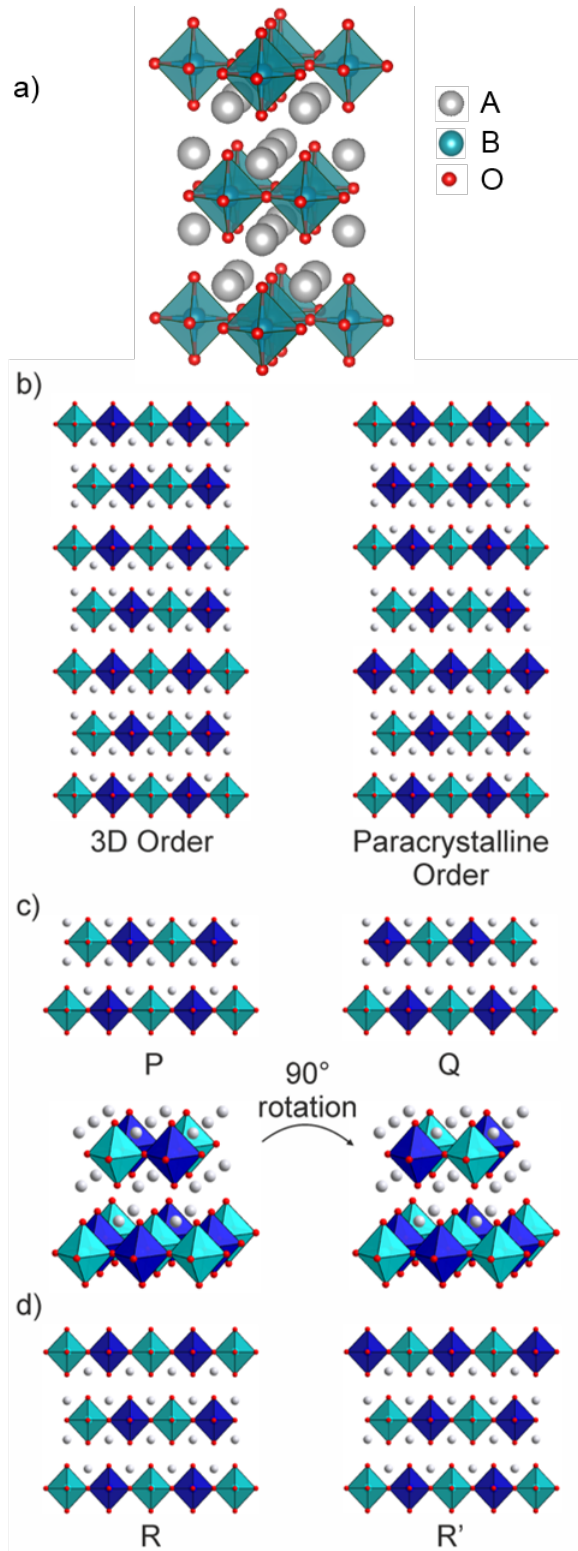 a)
A
B
O
b)
3D Order
Paracrystalline
Order
c)
P
Q
90°
rotation
d)
R
R'